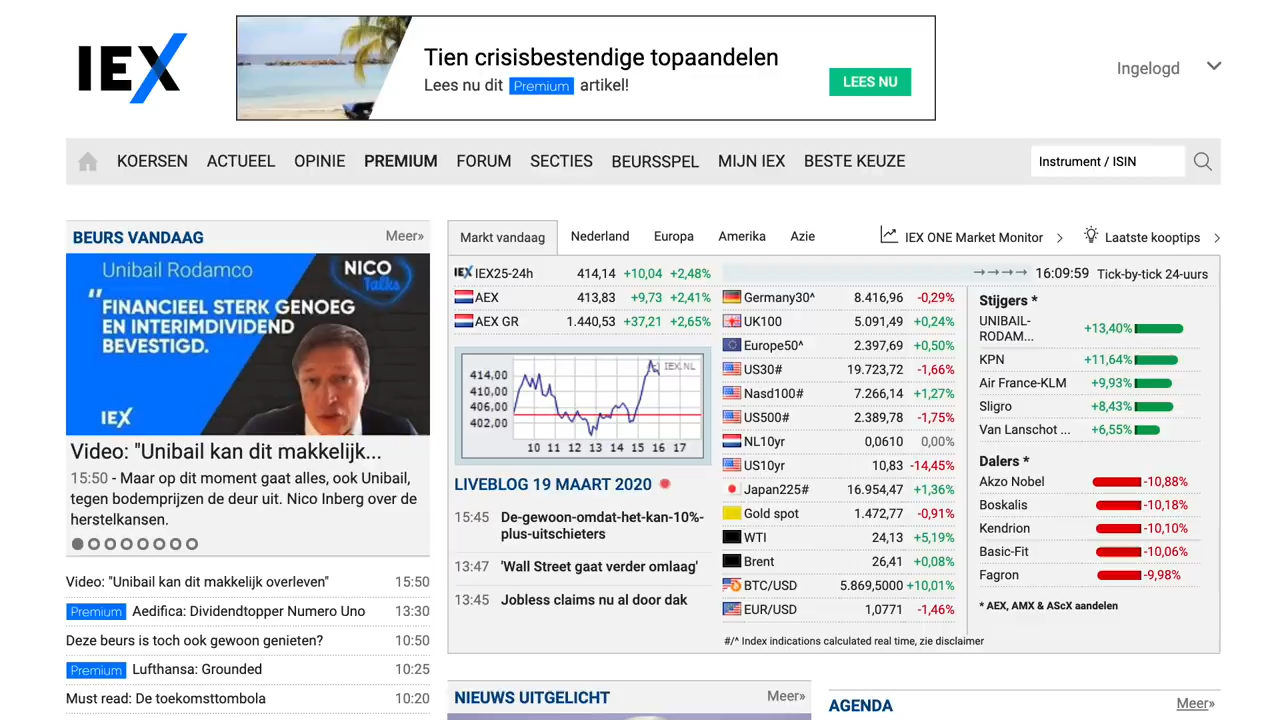 IEX
Tien crisisbestendige topaandelen
Lees nu dit Premium artikel!
LEES NU
Ingelogd
KOERSEN ACTUEEL OPINIE PREMIUM FORUM SECTIES BEURSSPEL MIJN IEX BESTE KEUZE
Instrument / ISIN
BEURS VANDAAG Meer»
Unibail Rodamco
NICO Talks
"FINANCIEEL STERK GENOEG
EN INTERIMDIVIDEND
BEVESTIGD.
IEX
Video: "Unibail kan dit makkelijk...
15:50 - Maar op dit moment gaat alles, ook Unibail,
tegen bodemprijzen de deur uit. Nico Inberg over de
herstelkansen.
Video: "Unibail kan dit makkelijk overleven" 15:50
Premium Aedifica: Dividendtopper Numero Uno 13:30
Deze beurs is toch ook gewoon genieten? 10:50
Premium Lufthansa: Grounded 10:25
Must read: De toekomsttombola 10:20
Markt vandaag Nederland Europa Amerika Azie
IEX ONE Market Monitor Laatste kooptips
IEX IEX25-24h 414,14 +10,04 +2,48%
AEX 413,83 +9,73 +2,41%
AEX GR 1.440,53 +37,21 +2,65%
IEX.NL
414,00
410,00
406,00
402,00
10 11 12 13 14 15 16 17
LIVEBLOG 19 MAART 2020
15:45 De-gewoon-omdat-het-kan-10%-
plus-uitschieters
13:47 'Wall Street gaat verder omlaag'
13:45 Jobless claims nu al door dak
→→→→ 16:09:59 Tick-by-tick 24-uurs
Germany30^ 8.416,96 -0,29%
UK100 5.091,49 +0,24%
Europe50^ 2.397,69 +0,50%
US30# 19.723,72 -1,66%
Nasd100# 7.266,14 +1,27%
US500# 2.389,78 -1,75%
NL10yr 0,0610 0,00%
US10yr 10,83 -14,45%
Japan225# 16.954,47 +1,36%
Gold spot 1.472,77 -0,91%
WTI 24,13 +5,19%
Brent 26,41 +0,08%
BTC/USD 5.869,5000 +10,01%
EUR/USD 1,0771 -1,46%
#/^ Index indications calculated real time, zie disclaimer
Stijgers *
UNIBAIL-
RODAM... +13,40%
KPN +11,64%
Air France-KLM +9,93%
Sligro +8,43%
Van Lanschot ... +6,55%
Dalers *
Akzo Nobel -10,88%
Boskalis -10,18%
Kendrion -10,10%
Basic-Fit -10,06%
Fagron -9,98%
* AEX, AMX & AScX aandelen
NIEUWS UITGELICHT Meer»
AGENDA Meer»